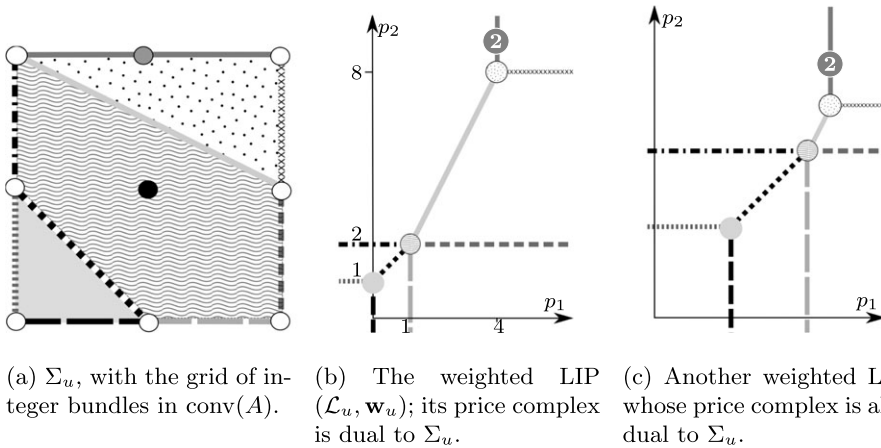 p₂
2
8
2
1
p₁
1
4
p₂
2
p₁
(a) Σᵤ, with the grid of in-
teger bundles in conv(A).
(b) The weighted LIP
(ℒᵤ, 𝐰ᵤ); its price complex
is dual to Σᵤ.
(c) Another weighted L
whose price complex is al
dual to Σᵤ.